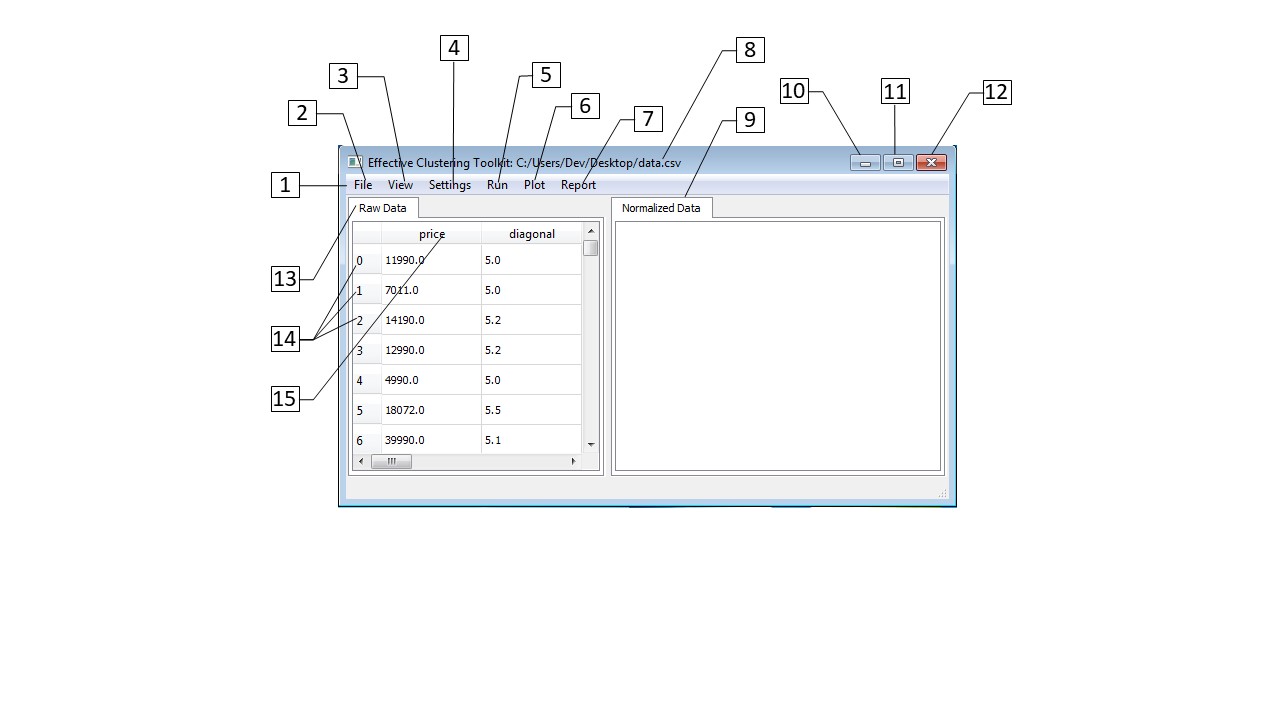 4
8
3
5
10
11
12
6
2
7
9
Effective Clustering Toolkit: C:/Users/Dev/Desktop/data.csv
1
File View Settings Run Plot Report
Raw Data
Normalized Data
price diagonal
0 11990.0 5.0
13
1 7011.0 5.0
2 14190.0 5.2
14
3 12990.0 5.2
4 4990.0 5.0
15
5 18072.0 5.5
6 39990.0 5.1